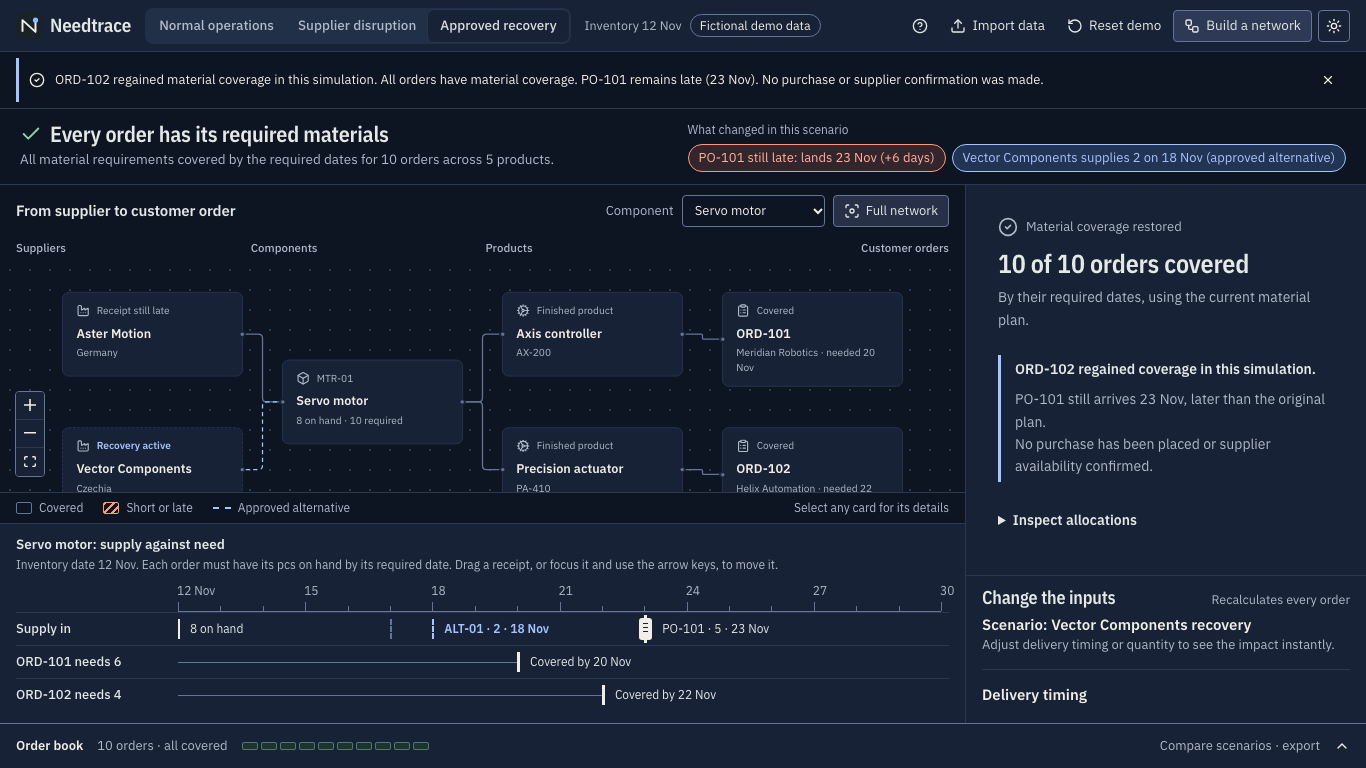 Needtrace
Normal operations
Supplier disruption
Approved recovery
Inventory 12 Nov
Fictional demo data
Import data
Reset demo
Build a network
ORD-102 regained material coverage in this simulation. All orders have material coverage. PO-101 remains late (23 Nov). No purchase or supplier confirmation was made.
Every order has its required materials
All material requirements covered by the required dates for 10 orders across 5 products.
What changed in this scenario
PO-101 still late: lands 23 Nov (+6 days)
Vector Components supplies 2 on 18 Nov (approved alternative)
From supplier to customer order
Component
Servo motor
Full network
Suppliers
Components
Products
Customer orders
Receipt still late
Aster Motion
Germany
Recovery active
Vector Components
Czechia
MTR-01
Servo motor
8 on hand · 10 required
Finished product
Axis controller
AX-200
Finished product
Precision actuator
PA-410
Covered
ORD-101
Meridian Robotics · needed 20
Nov
Covered
ORD-102
Helix Automation · needed 22
Covered
Short or late
Approved alternative
Select any card for its details
Servo motor: supply against need
Inventory date 12 Nov. Each order must have its pcs on hand by its required date. Drag a receipt, or focus it and use the arrow keys, to move it.
12 Nov
15
18
21
24
27
30
Supply in
8 on hand
ALT-01 · 2 · 18 Nov
PO-101 · 5 · 23 Nov
ORD-101 needs 6
Covered by 20 Nov
ORD-102 needs 4
Covered by 22 Nov
Material coverage restored
10 of 10 orders covered
By their required dates, using the current material
plan.
ORD-102 regained coverage in this simulation.
PO-101 still arrives 23 Nov, later than the original
plan.
No purchase has been placed or supplier
availability confirmed.
Inspect allocations
Change the inputs
Recalculates every order
Scenario: Vector Components recovery
Adjust delivery timing or quantity to see the impact instantly.
Delivery timing
Order book
10 orders · all covered
Compare scenarios · export